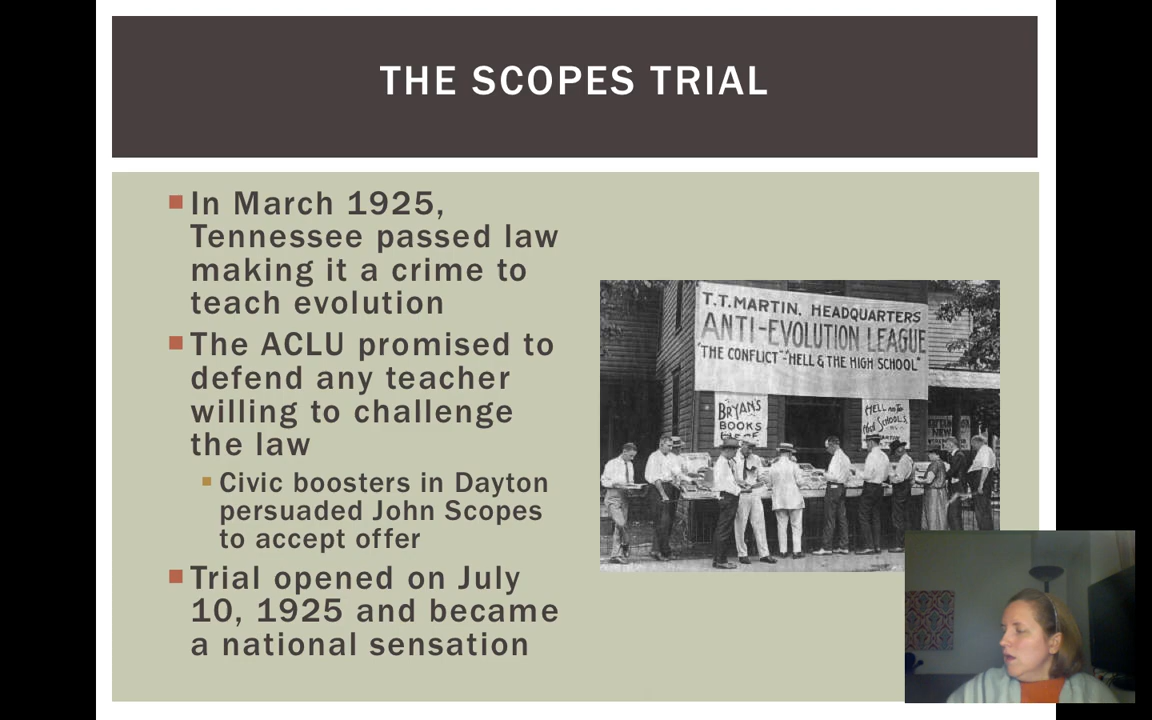 THE SCOPES TRIAL
In March 1925,
Tennessee passed law
making it a crime to
teach evolution
The ACLU promised to
defend any teacher
willing to challenge
the law
Civic boosters in Dayton
persuaded John Scopes
to accept offer
Trial opened on July
10, 1925 and became
a national sensation
T.T. MARTIN. HEADQUARTERS
ANTI-EVOLUTION LEAGUE
"THE CONFLICT"-"HELL & THE HIGH SCHOOL"
BRYAN'S
BOOKS
HELL